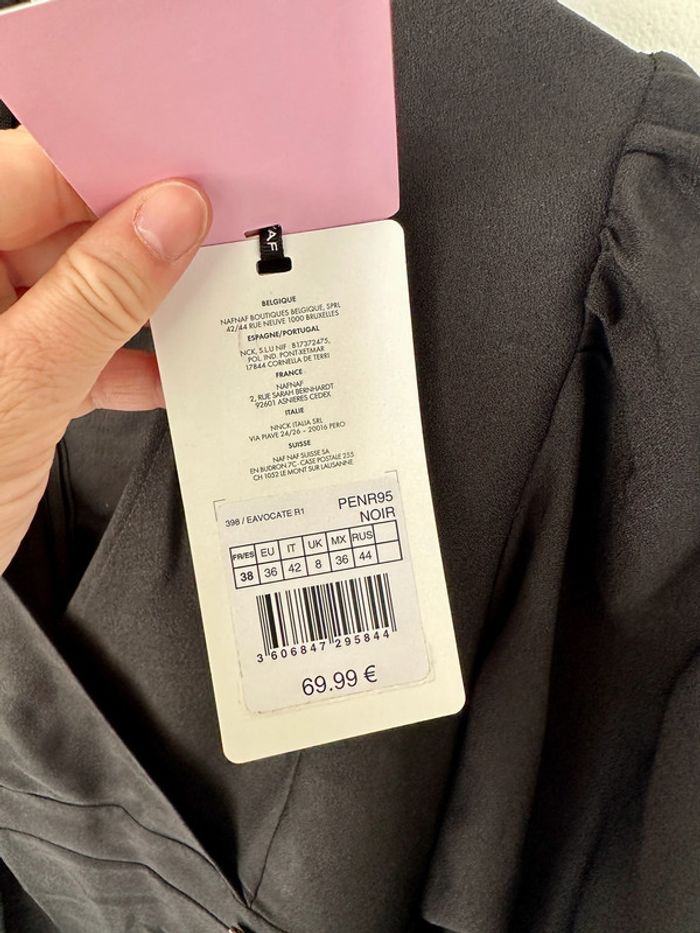 AF
BELGIQUE
NAFNAF BOUTIQUES BELGIQUE, SPRL
42/44 RUE NEUVE 1000 BRUXELLES
ESPAGNE/PORTUGAL
NCK, S.L.U NIF : B17372475,
POL. IND. PONT-XETMAR
17844 CORNELLA DE TERRI
FRANCE
NAFNAF
2, RUE SARAH BERNHARDT
92601 ASNIERES CEDEX
ITALIE
NNCK ITALIA SRL
VIA PIAVE 24/26 – 20016 PERO
SUISSE
NAF NAF SUISSE SA
EN BUDRON 7C- CASE POSTALE 255
CH 1052 LE MONT SUR LAUSANNE
398 / EAVOCATE R1
PENR95
NOIR
FR/ES EU IT UK MX RUS
38 36 42 8 36 44
3 606847 295844
69.99 €